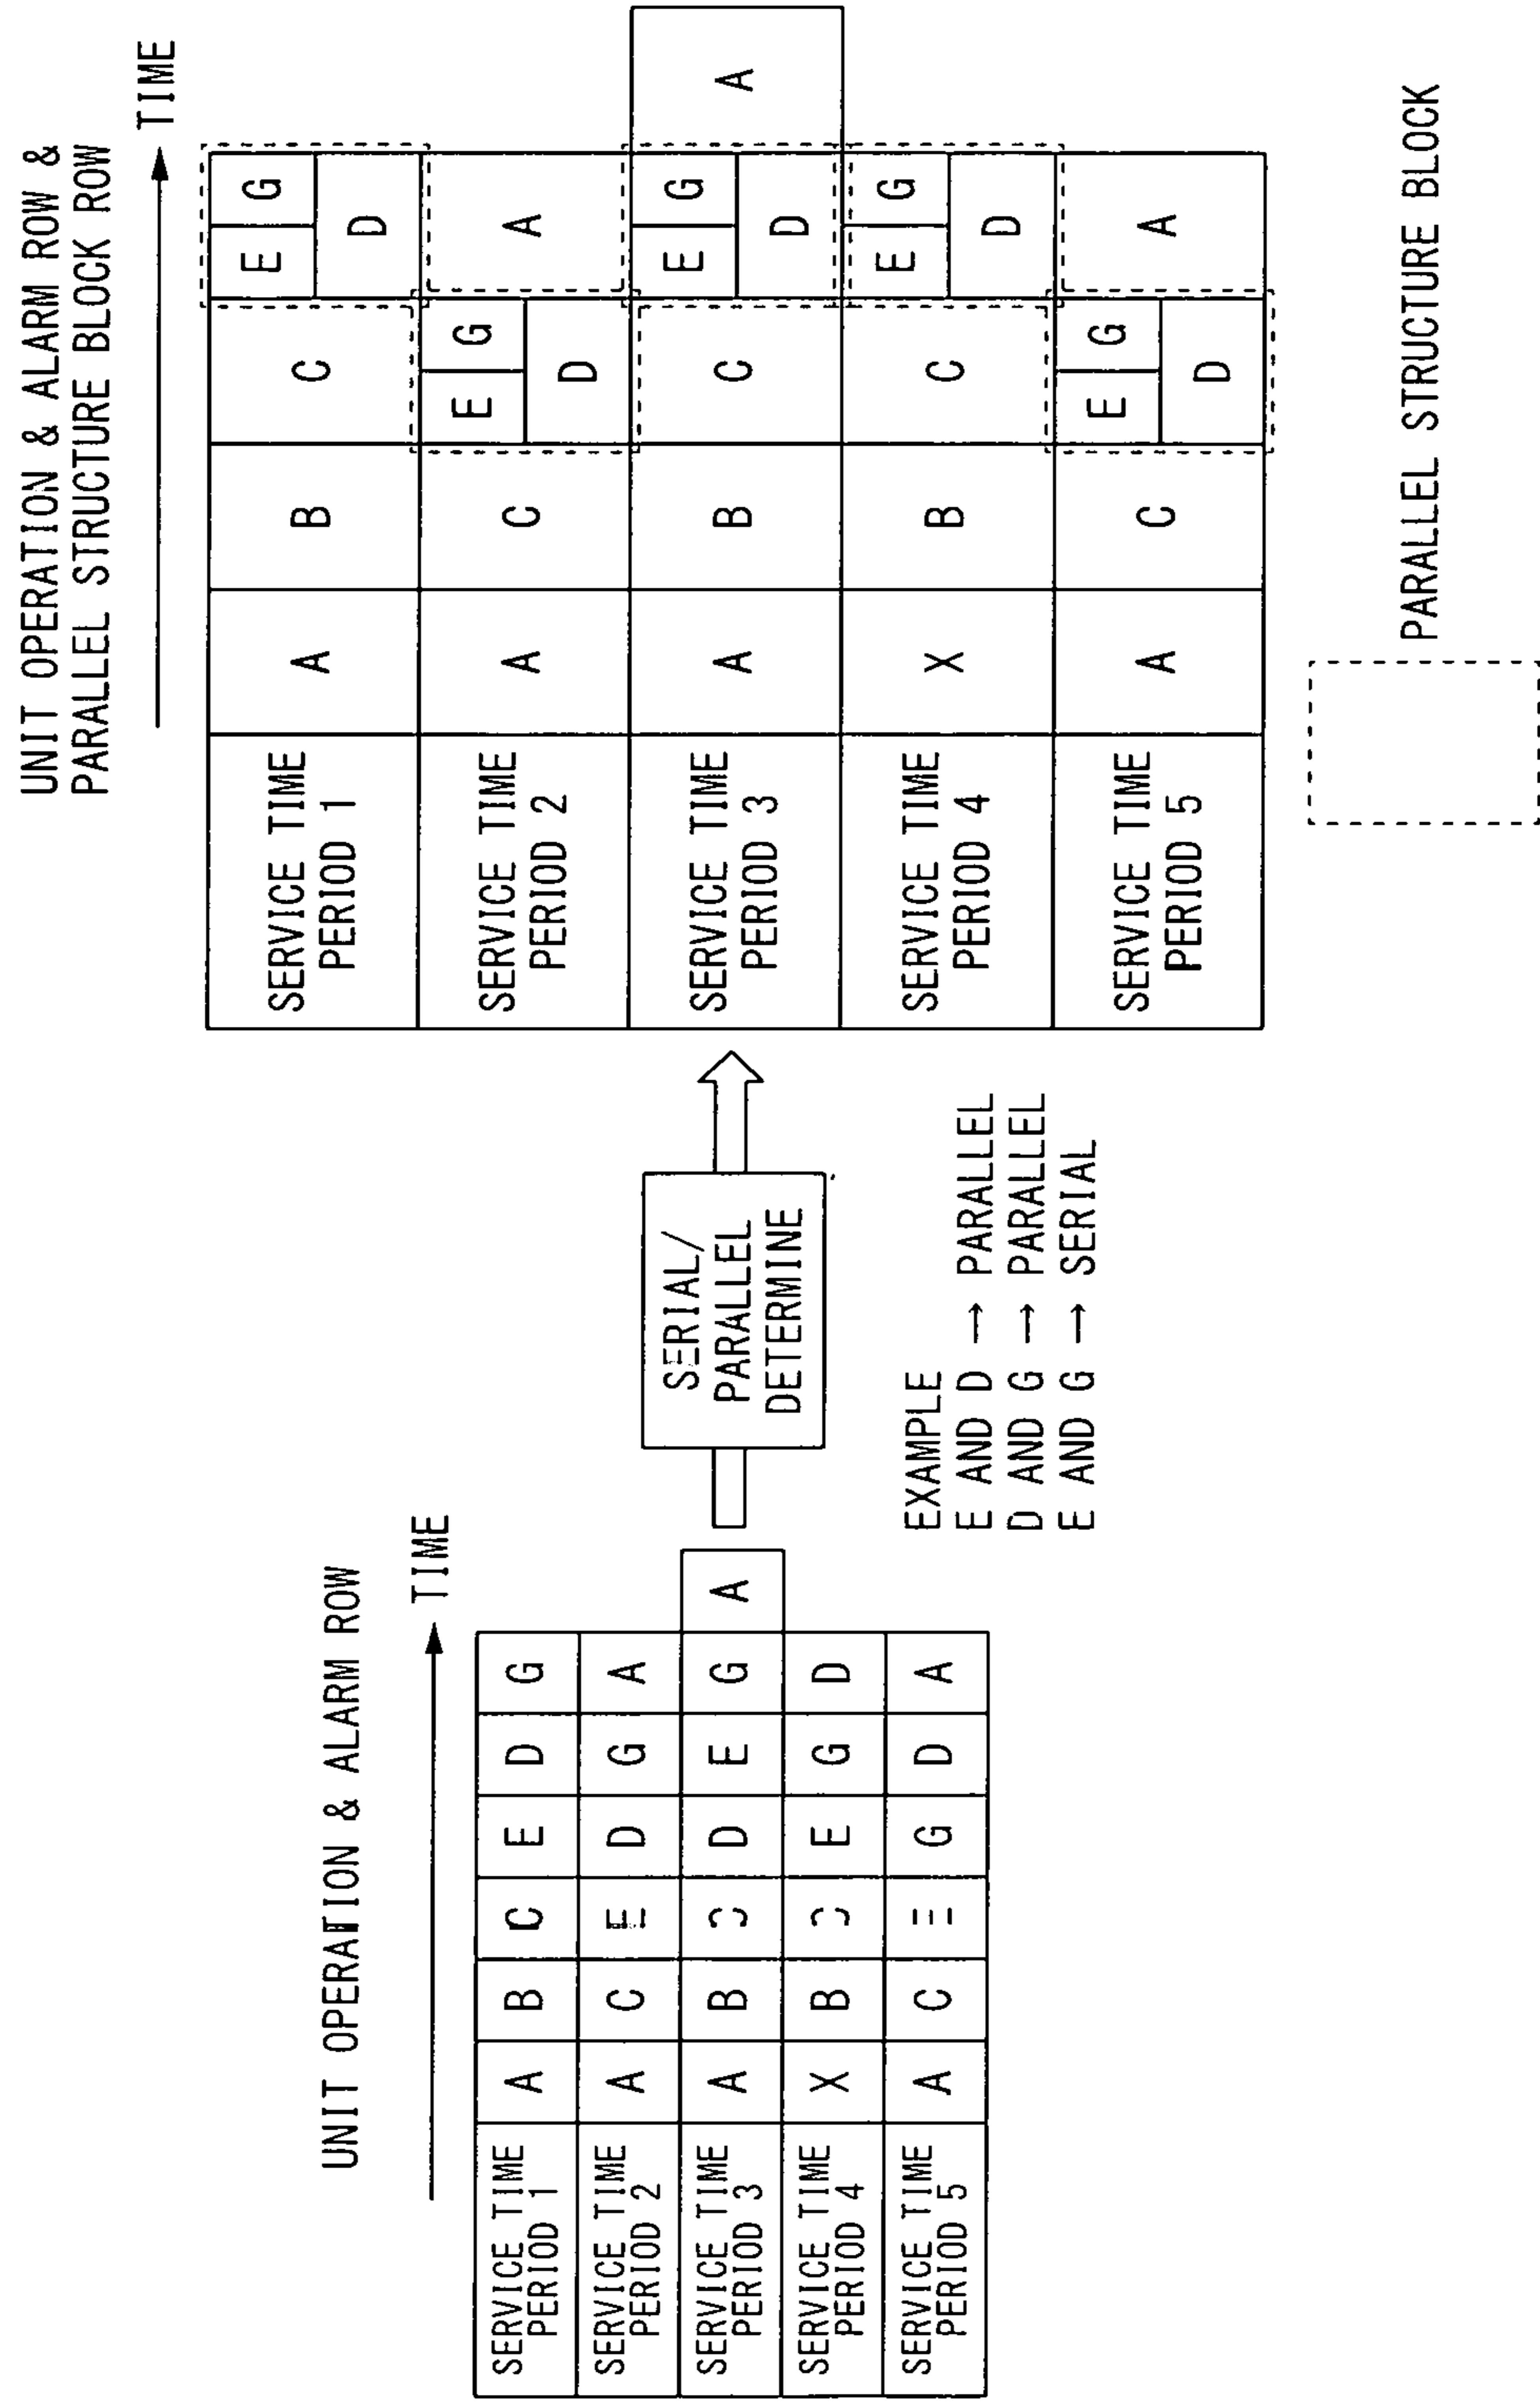 UNIT OPERATION & ALARM ROW
TIME
SERVICE TIME
PERIOD 1
A B C E D G
SERVICE TIME
PERIOD 2
A C E D G A
SERVICE TIME
PERIOD 3
A B C D E G A
SERVICE TIME
PERIOD 4
X B C E G D
SERVICE TIME
PERIOD 5
A C E G D A
SERIAL/
PARALLEL
DETERMINE
EXAMPLE
E AND D → PARALLEL
D AND G → PARALLEL
E AND G → SERIAL
UNIT OPERATION & ALARM ROW &
PARALLEL STRUCTURE BLOCK ROW
TIME
SERVICE TIME
PERIOD 1
A B C E G
D
SERVICE TIME
PERIOD 2
A C E G A
D
SERVICE TIME
PERIOD 3
A B C E G A
D
SERVICE TIME
PERIOD 4
X B C E G
D
SERVICE TIME
PERIOD 5
A C E G A
D
PARALLEL STRUCTURE BLOCK